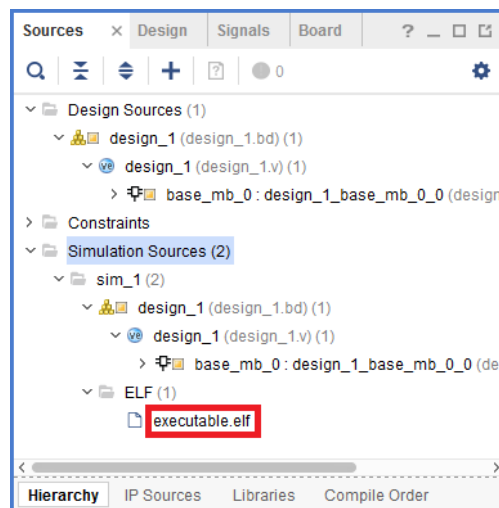 Sources × Design Signals Board ? _
0
Design Sources (1)
design_1 (design_1.bd) (1)
design_1 (design_1.v) (1)
base_mb_0 : design_1_base_mb_0_0 (design
Constraints
Simulation Sources (2)
sim_1 (2)
design_1 (design_1.bd) (1)
design_1 (design_1.v) (1)
base_mb_0 : design_1_base_mb_0_0 (de
ELF (1)
executable.elf
Hierarchy IP Sources Libraries Compile Order